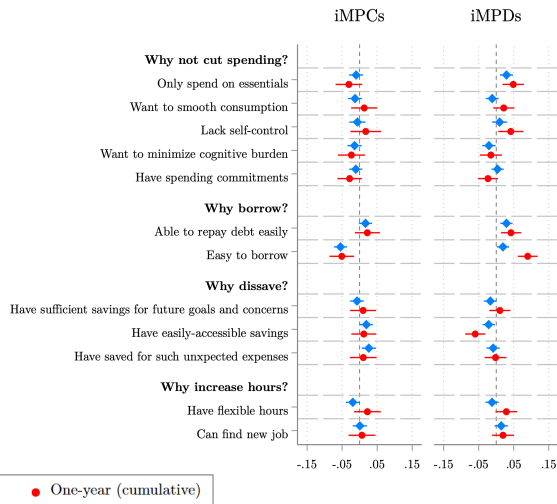 iMPCs iMPDs
Why not cut spending?
Only spend on essentials
Want to smooth consumption
Lack self-control
Want to minimize cognitive burden
Have spending commitments
Why borrow?
Able to repay debt easily
Easy to borrow
Why dissave?
Have sufficient savings for future goals and concerns
Have easily-accessible savings
Have saved for such unxpected expenses
Why increase hours?
Have flexible hours
Can find new job
-.15 -.05 .05 .15 -.15 -.05 .05 .15
One-year (cumulative)